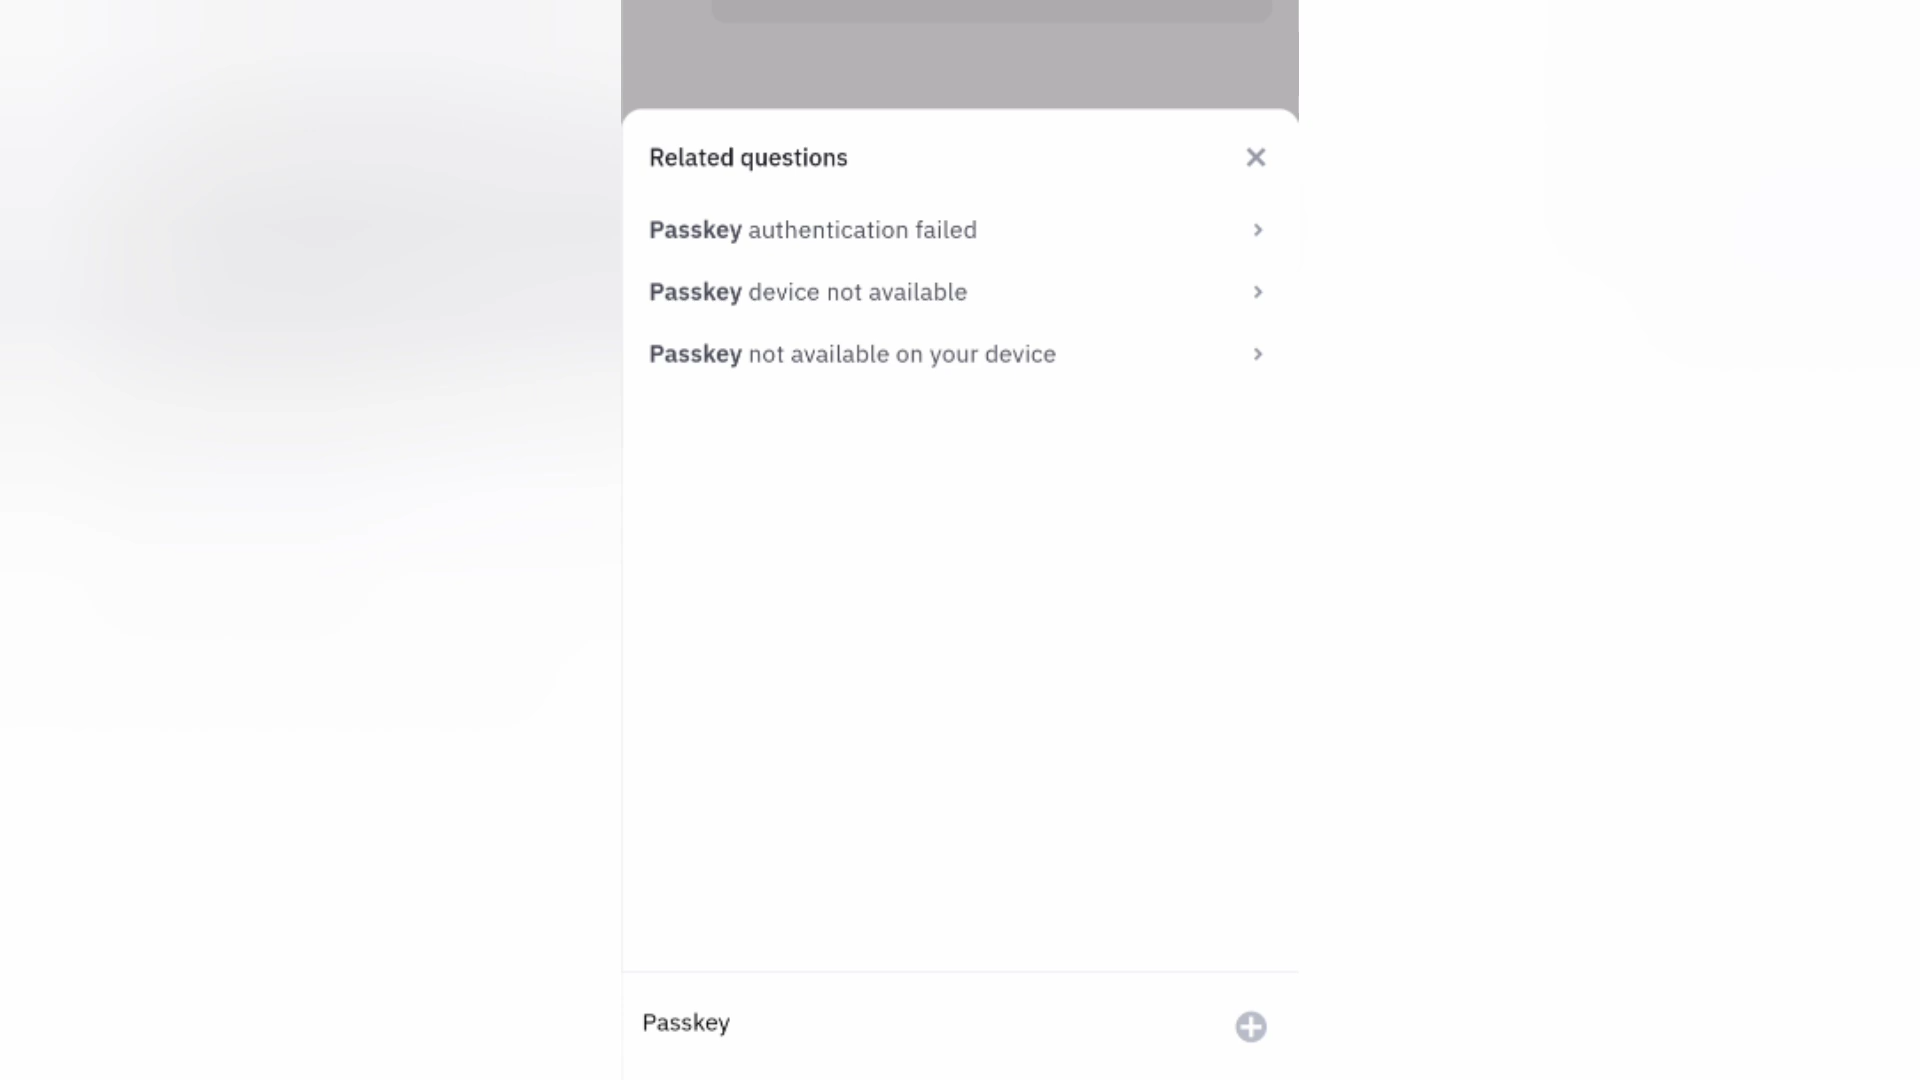 Related questions
Passkey authentication failed
Passkey device not available
Passkey not available on your device
Passkey